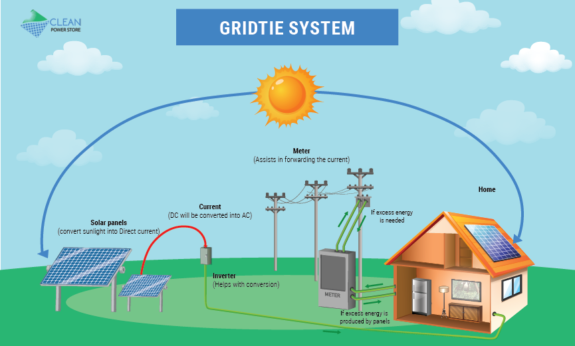 CLEAN
POWER STORE
GRIDTIE SYSTEM
Meter
(Assists in forwarding the current)
Home
Current
(DC will be converted into AC)
If excess energy
is needed
Solar panels
(convert sunlight into Direct current)
Inverter
(Helps with conversion)
METER
If excess energy is
produced by panels